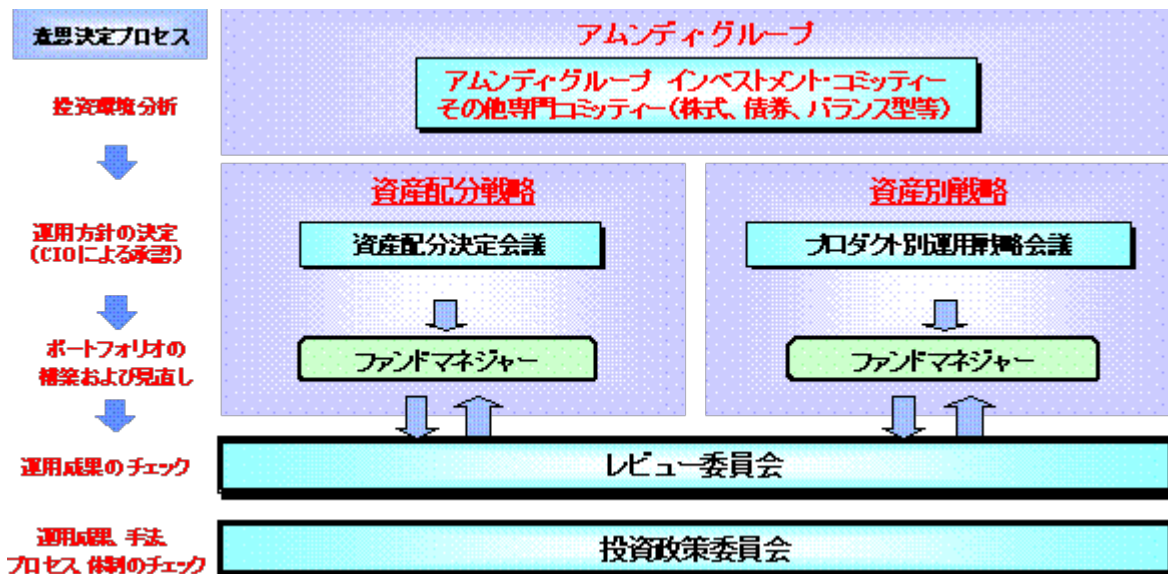 意思決定プロセス
アムンディ・グループ
アムンディ・グループ インベストメント・コミッティー
その他専門コミッティー(株式、債券、バランス型等)
投資環境分析
資産配分戦略
資産別戦略
運用方針の決定
(CIOによる承認)
資産配分決定会議
プロダクト別運用戦略会議
ポートフォリオの
構築および見直し
ファンドマネジャー
ファンドマネジャー
運用成果のチェック
レビュー委員会
運用成果、手法、
プロセス、体制のチェック
投資政策委員会